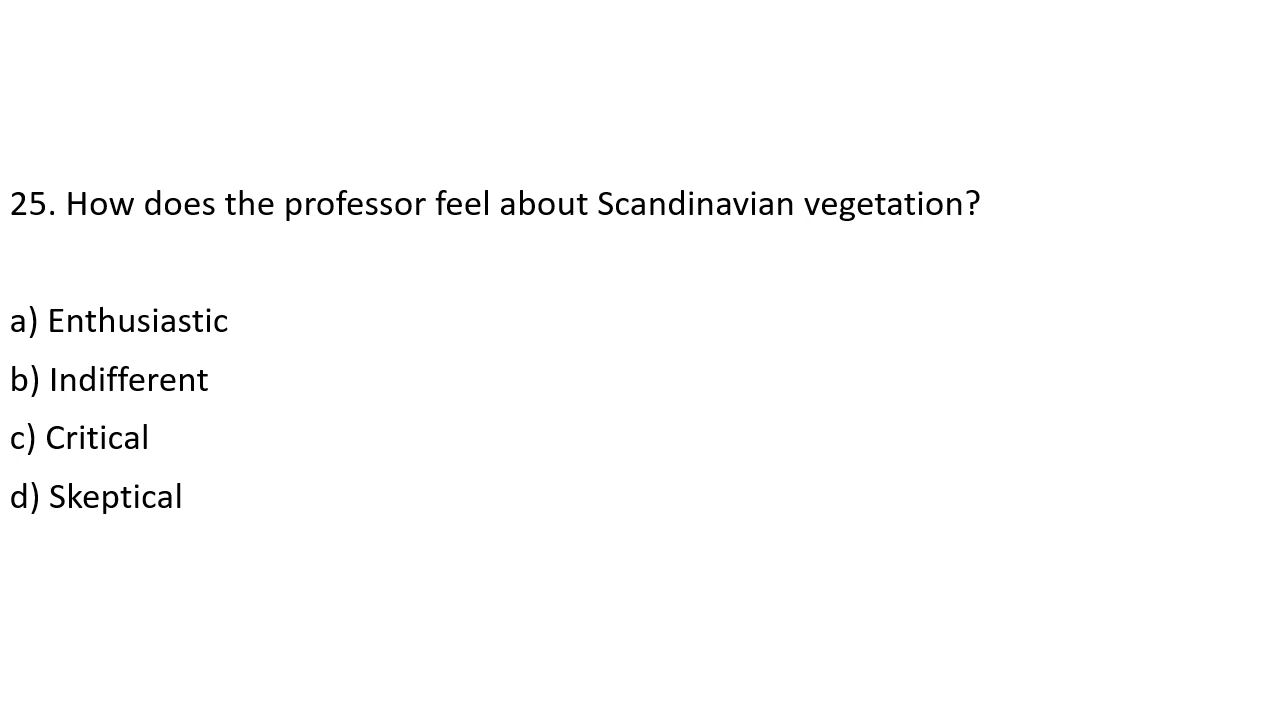 25. How does the professor feel about Scandinavian vegetation?
a) Enthusiastic
b) Indifferent
c) Critical
d) Skeptical